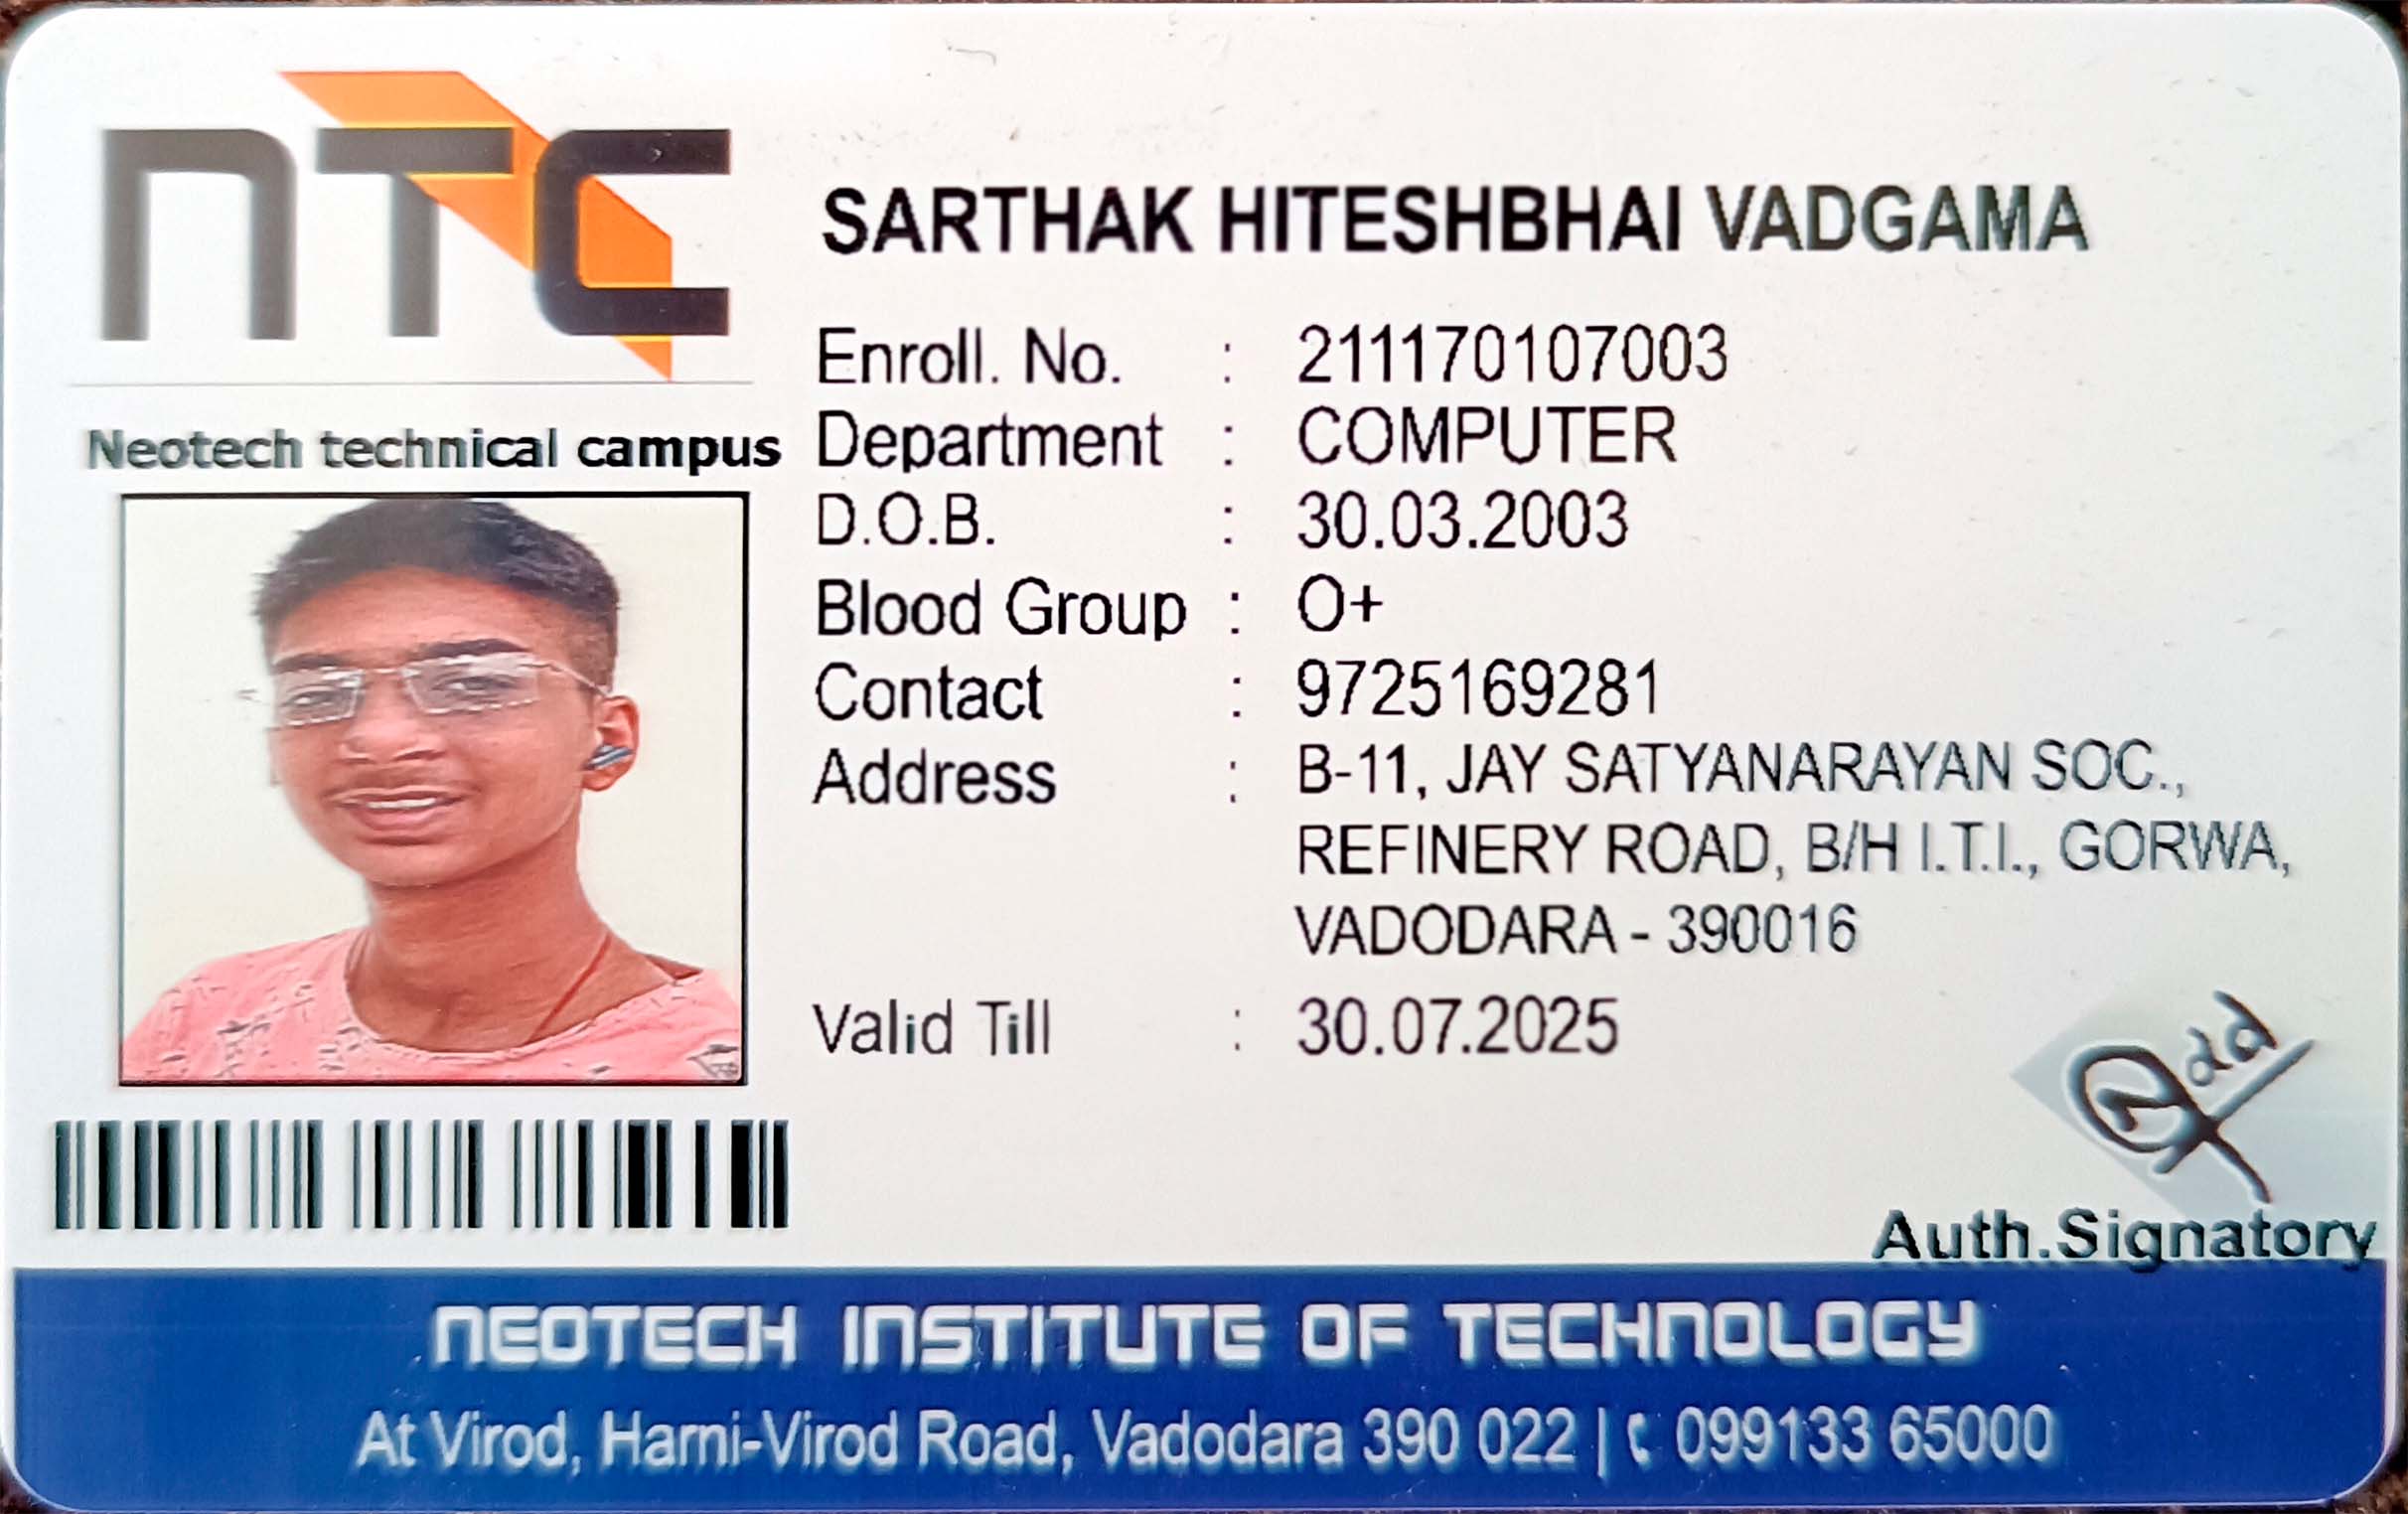 NTC
Neotech technical campus
SARTHAK HITESHBHAI VADGAMA
Enroll. No. : 211170107003
Department : COMPUTER
D.O.B. : 30.03.2003
Blood Group : O+
Contact : 9725169281
Address : B-11, JAY SATYANARAYAN SOC.,
REFINERY ROAD, B/H I.T.I., GORWA,
VADODARA - 390016
Valid Till : 30.07.2025
Auth.Signatory
NEOTECH INSTITUTE OF TECHNOLOGY
At Virod, Harni-Virod Road, Vadodara 390 022 | 099133 65000